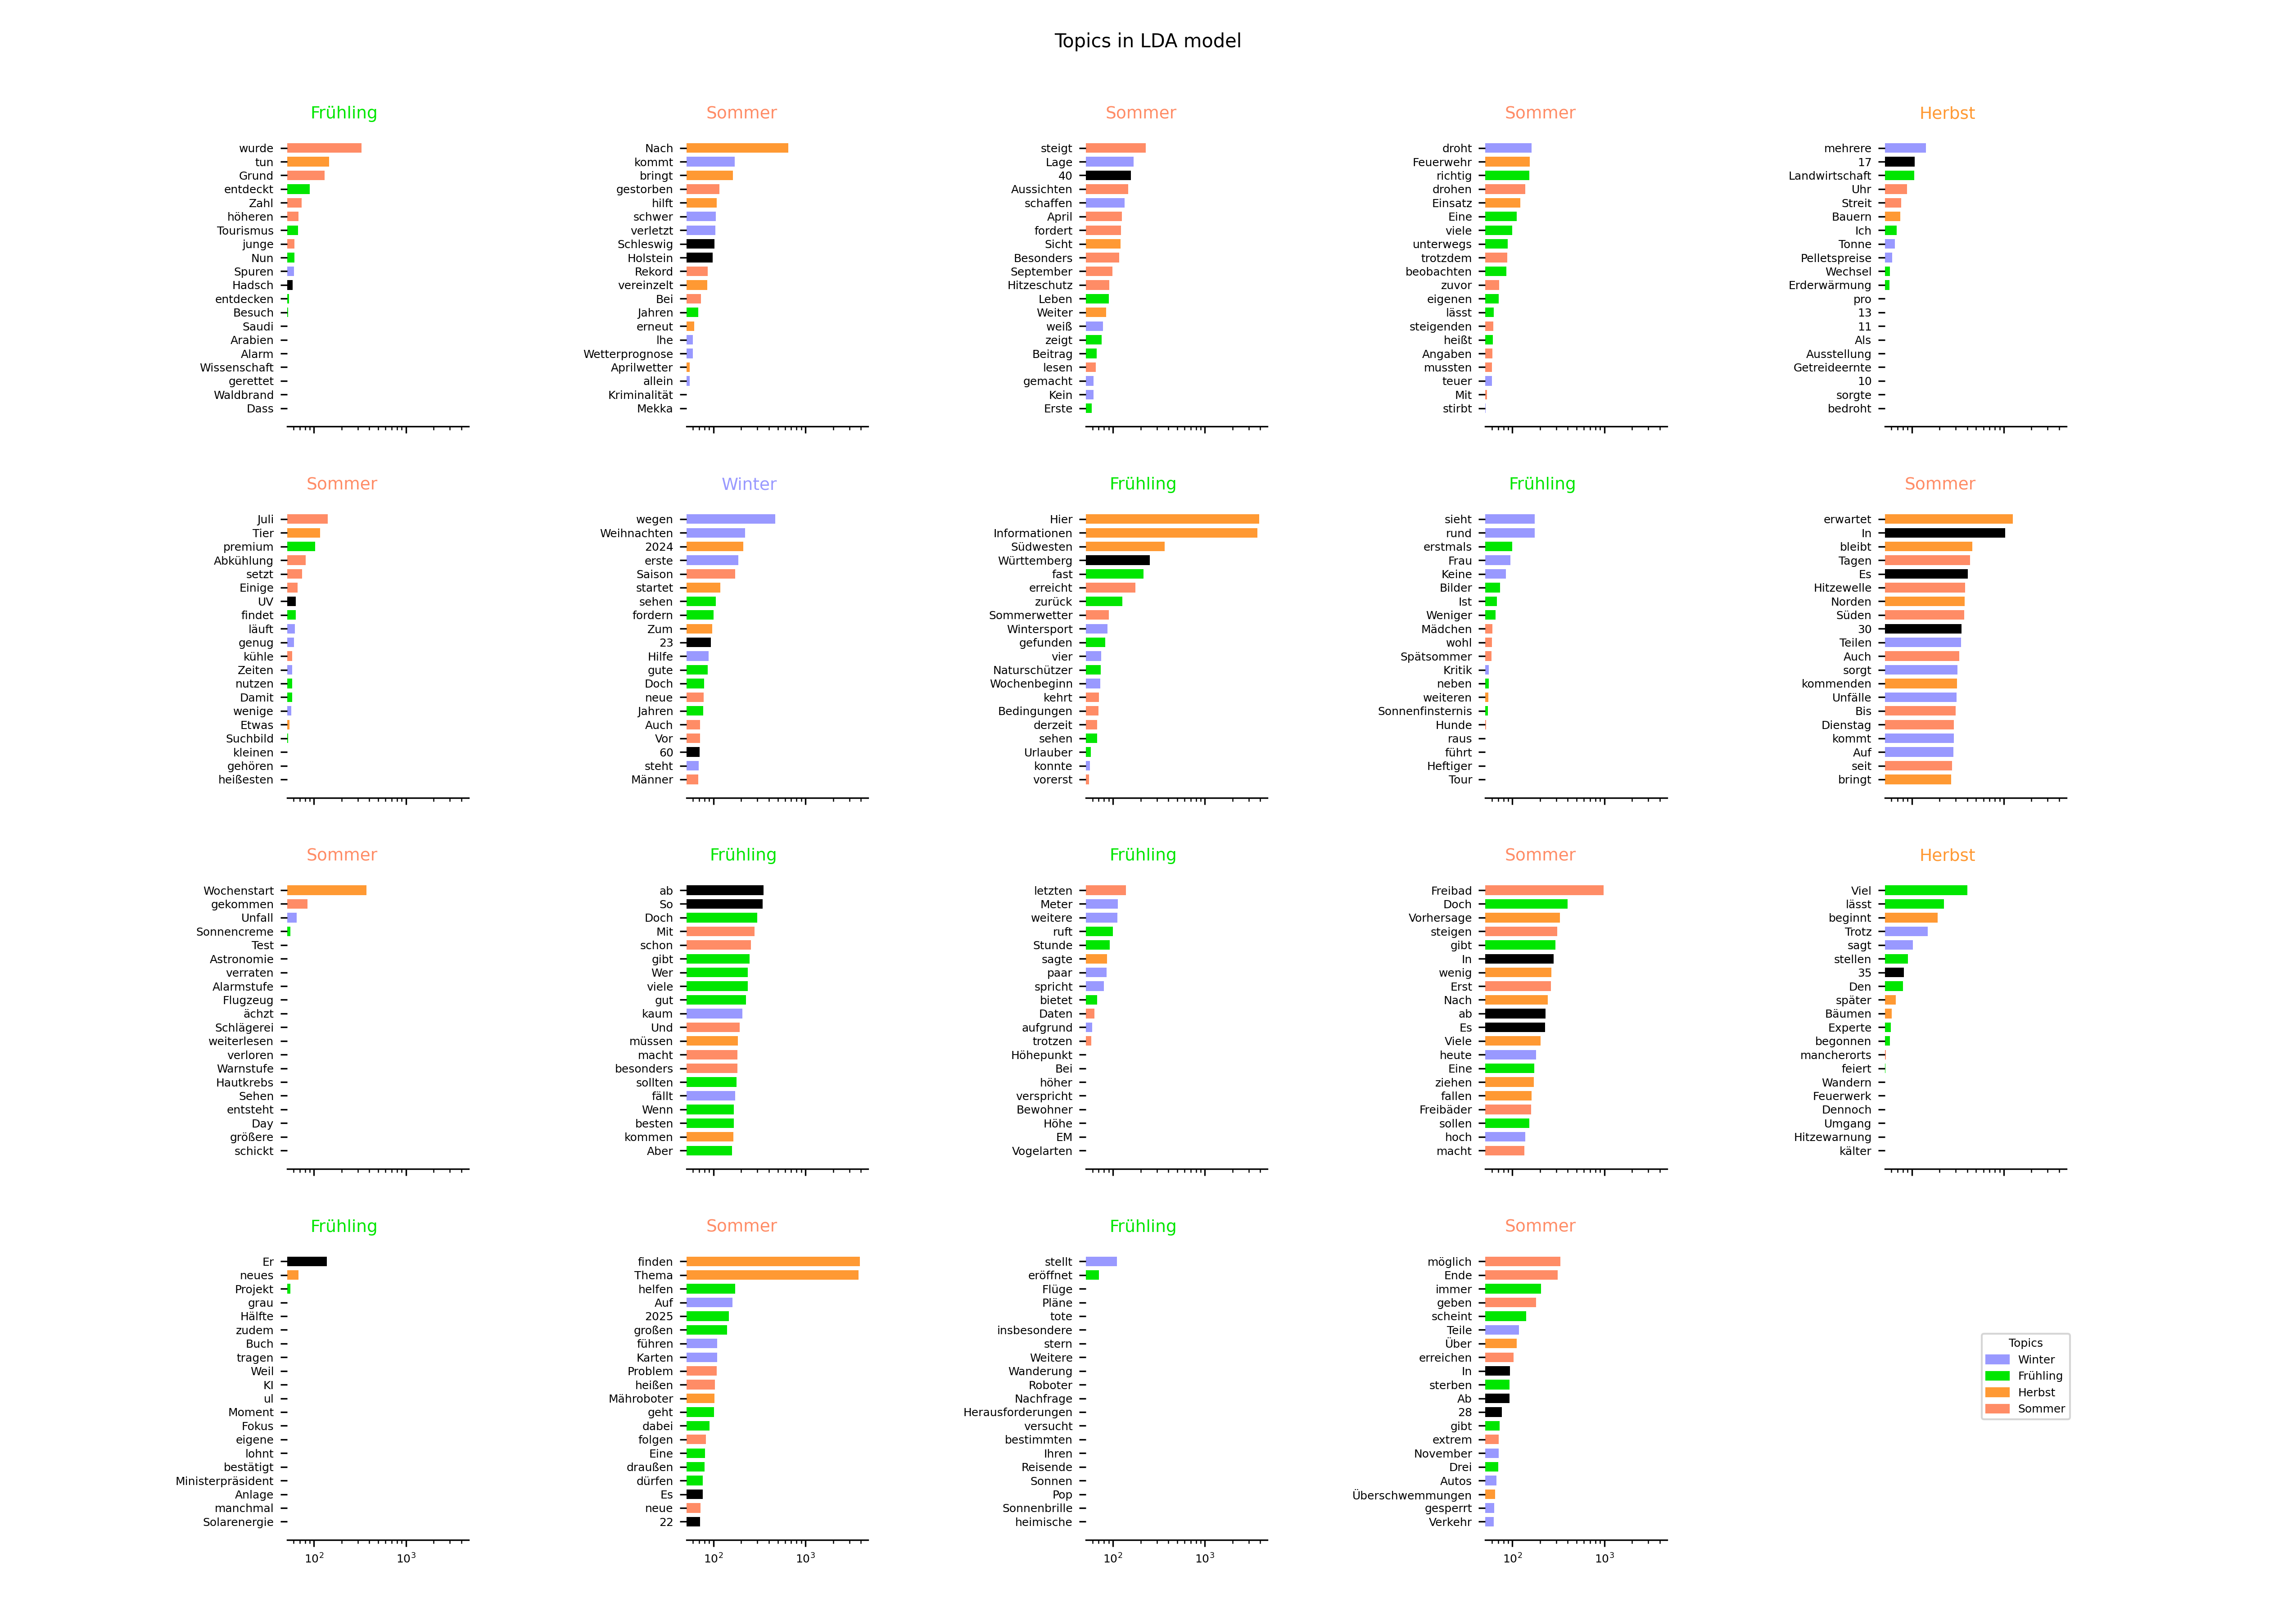 Topics in LDA model
Frühling
wurde
tun
Grund
entdeckt
Zahl
höheren
Tourismus
junge
Nun
Spuren
Hadsch
entdecken
Besuch
Saudi
Arabien
Alarm
Wissenschaft
gerettet
Waldbrand
Dass
Sommer
Nach
kommt
bringt
gestorben
hilft
schwer
verletzt
Schleswig
Holstein
Rekord
vereinzelt
Bei
Jahren
erneut
Ihe
Wetterprognose
Aprilwetter
allein
Kriminalität
Mekka
Sommer
steigt
Lage
40
Aussichten
schaffen
April
fordert
Sicht
Besonders
September
Hitzeschutz
Leben
Weiter
weiß
zeigt
Beitrag
lesen
gemacht
Kein
Erste
Sommer
droht
Feuerwehr
richtig
drohen
Einsatz
Eine
viele
unterwegs
trotzdem
beobachten
zuvor
eigenen
lässt
steigenden
heißt
Angaben
mussten
teuer
Mit
stirbt
Herbst
mehrere
17
Landwirtschaft
Uhr
Streit
Bauern
Ich
Tonne
Pelletspreise
Wechsel
Erderwärmung
pro
13
11
Als
Ausstellung
Getreideernte
10
sorgte
bedroht
Sommer
Juli
Tier
premium
Abkühlung
setzt
Einige
UV
findet
läuft
genug
kühle
Zeiten
nutzen
Damit
wenige
Etwas
Suchbild
kleinen
gehören
heißesten
Winter
wegen
Weihnachten
2024
erste
Saison
startet
sehen
fordern
Zum
23
Hilfe
gute
Doch
neue
Jahren
Auch
Vor
60
steht
Männer
Frühling
Hier
Informationen
Südwesten
Württemberg
fast
erreicht
zurück
Sommerwetter
Wintersport
gefunden
vier
Naturschützer
Wochenbeginn
kehrt
Bedingungen
derzeit
sehen
Urlauber
konnte
vorerst
Frühling
sieht
rund
erstmals
Frau
Keine
Bilder
Ist
Weniger
Mädchen
wohl
Spätsommer
Kritik
neben
weiteren
Sonnenfinsternis
Hunde
raus
führt
Heftiger
Tour
Sommer
erwartet
In
bleibt
Tagen
Es
Hitzewelle
Norden
Süden
30
Teilen
Auch
sorgt
kommenden
Unfälle
Bis
Dienstag
kommt
Auf
seit
bringt
Sommer
Wochenstart
gekommen
Unfall
Sonnencreme
Test
Astronomie
verraten
Alarmstufe
Flugzeug
ächzt
Schlägerei
weiterlesen
verloren
Warnstufe
Hautkrebs
Sehen
entsteht
Day
größere
schickt
Frühling
ab
So
Doch
Mit
schon
gibt
Wer
viele
gut
kaum
Und
müssen
macht
besonders
sollten
fällt
Wenn
besten
kommen
Aber
Frühling
letzten
Meter
weitere
ruft
Stunde
sagte
paar
spricht
bietet
Daten
aufgrund
trotzen
Höhepunkt
Bei
höher
verspricht
Bewohner
Höhe
EM
Vogelarten
Sommer
Freibad
Doch
Vorhersage
steigen
gibt
In
wenig
Erst
Nach
ab
Es
Viele
heute
Eine
ziehen
fallen
Freibäder
sollen
hoch
macht
Herbst
Viel
lässt
beginnt
Trotz
sagt
stellen
35
Den
später
Bäumen
Experte
begonnen
mancherorts
feiert
Wandern
Feuerwerk
Dennoch
Umgang
Hitzewarnung
kälter
Frühling
Er
neues
Projekt
grau
Hälfte
zudem
Buch
tragen
Weil
KI
ul
Moment
Fokus
eigene
lohnt
bestätigt
Ministerpräsident
Anlage
manchmal
Solarenergie
10² 10³
Sommer
finden
Thema
helfen
Auf
2025
großen
führen
Karten
Problem
heißen
Mähroboter
geht
dabei
folgen
Eine
draußen
dürfen
Es
neue
22
10² 10³
Frühling
stellt
eröffnet
Flüge
Pläne
tote
insbesondere
stern
Weitere
Wanderung
Roboter
Nachfrage
Herausforderungen
versucht
bestimmten
Ihren
Reisende
Sonnen
Pop
Sonnenbrille
heimische
10² 10³
Sommer
möglich
Ende
immer
geben
scheint
Teile
Über
erreichen
In
sterben
Ab
28
gibt
extrem
November
Drei
Autos
Überschwemmungen
gesperrt
Verkehr
10² 10³
Topics
Winter
Frühling
Herbst
Sommer